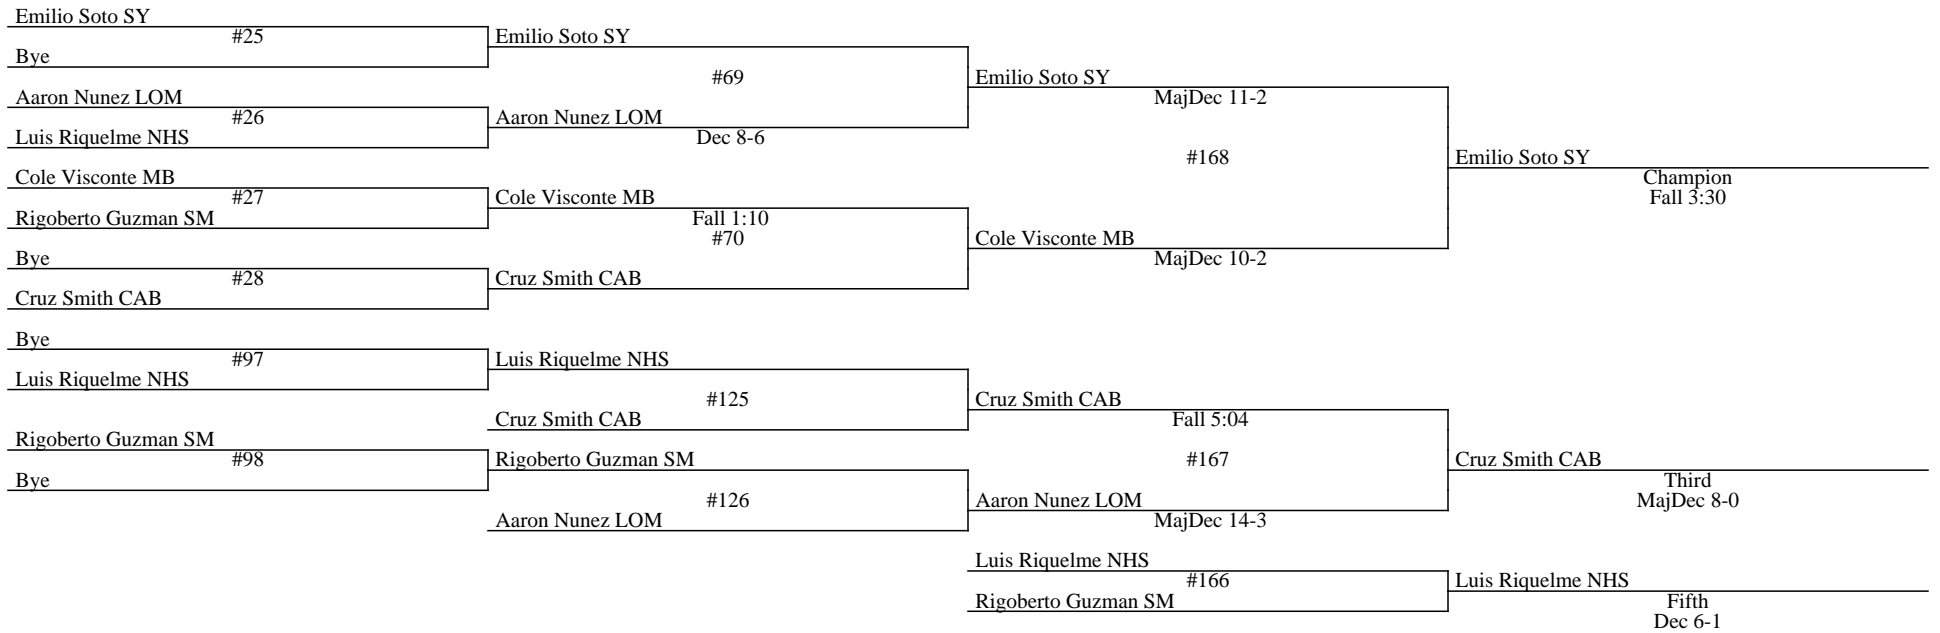 Emilio Soto SY
#25
Bye
Emilio Soto SY
#69
Aaron Nunez LOM
#26
Luis Riquelme NHS
Aaron Nunez LOM
Dec 8-6
Emilio Soto SY
MajDec 11-2
#168
Cole Visconte MB
#27
Rigoberto Guzman SM
Cole Visconte MB
Fall 1:10
#70
Bye
#28
Cruz Smith CAB
Cruz Smith CAB
Cole Visconte MB
MajDec 10-2
Emilio Soto SY
Champion
Fall 3:30
Bye
#97
Luis Riquelme NHS
Luis Riquelme NHS
#125
Cruz Smith CAB
Cruz Smith CAB
Fall 5:04
#167
Rigoberto Guzman SM
#98
Bye
Rigoberto Guzman SM
#126
Aaron Nunez LOM
Aaron Nunez LOM
MajDec 14-3
Cruz Smith CAB
Third
MajDec 8-0
Luis Riquelme NHS
#166
Rigoberto Guzman SM
Luis Riquelme NHS
Fifth
Dec 6-1